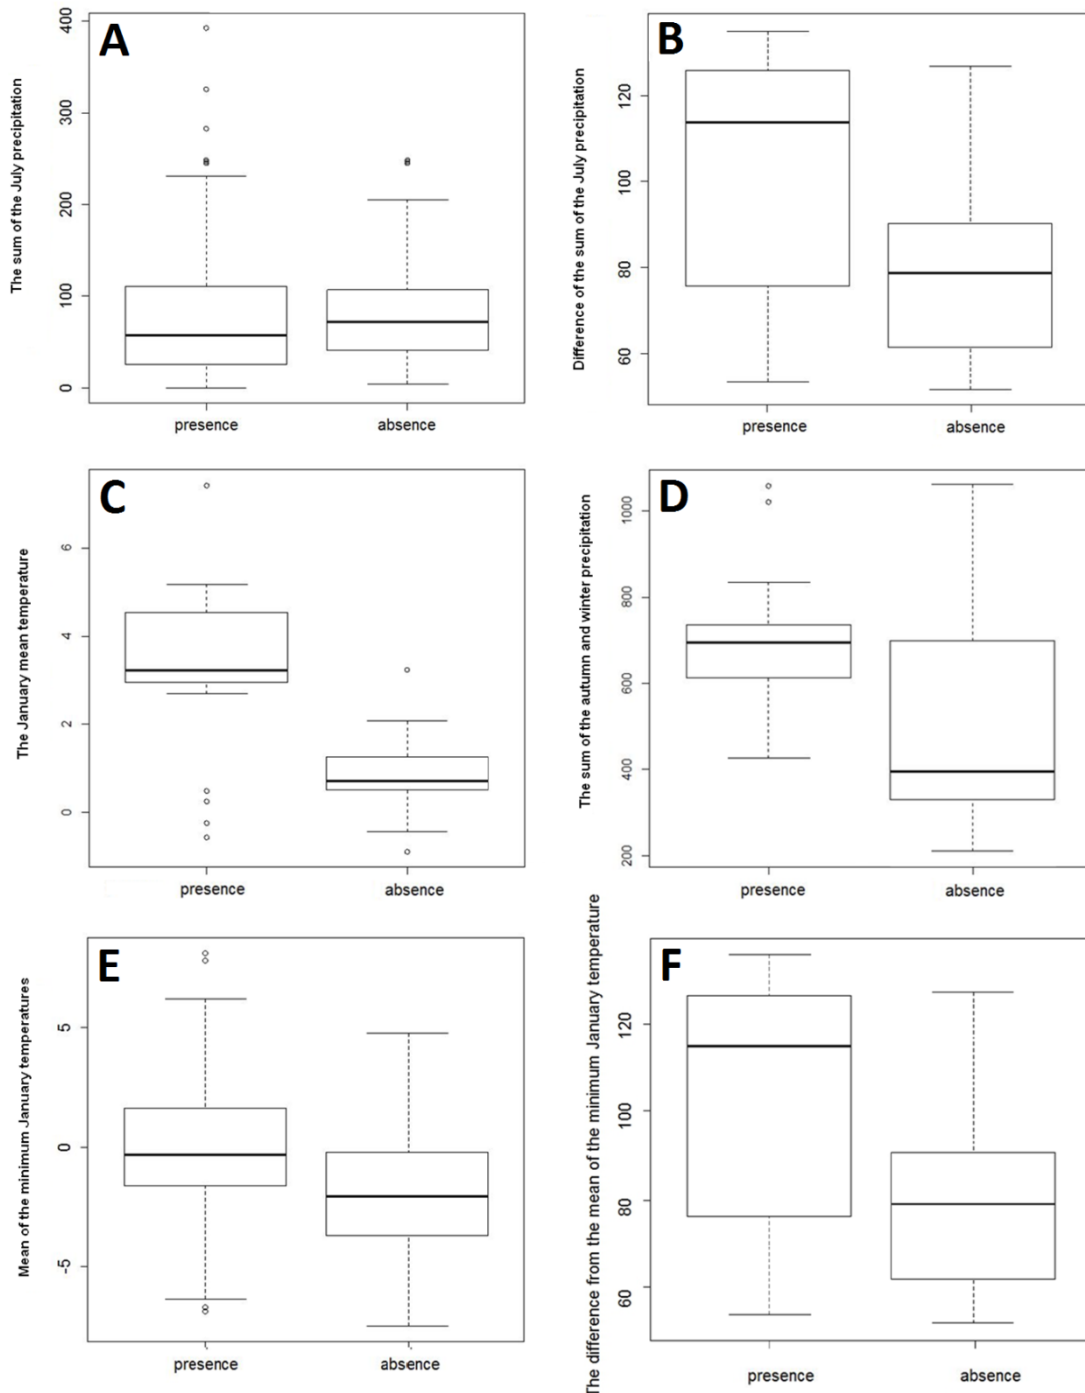 A
The sum of the July precipitation
400
300
200
100
0
presence absence
B
Difference of the sum of the July precipitation
120
100
80
60
presence absence
C
The January mean temperature
6
4
2
0
presence absence
D
The sum of the autumn and winter precipitation
1000
800
600
400
200
presence absence
E
Mean of the minimum January temperatures
5
0
-5
presence absence
F
The difference from the mean of the minimum January temperature
120
100
80
60
presence absence